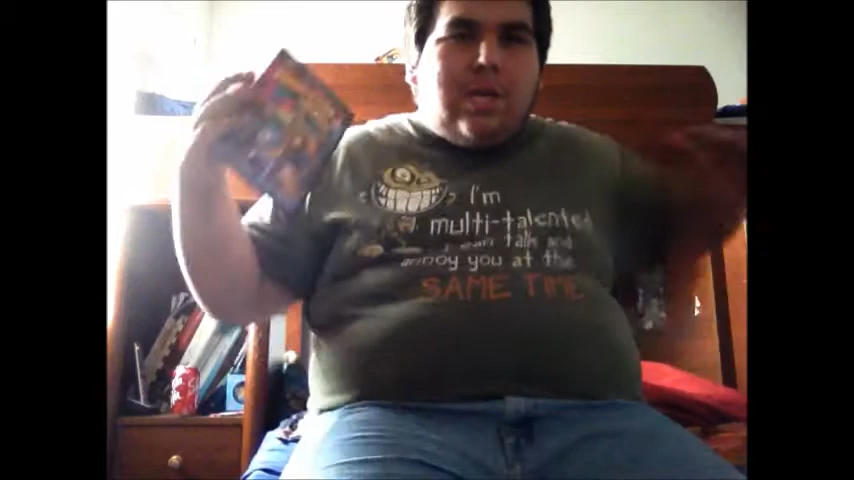 I'm
multi-talented
I can talk and
annoy you at the
SAME TIME